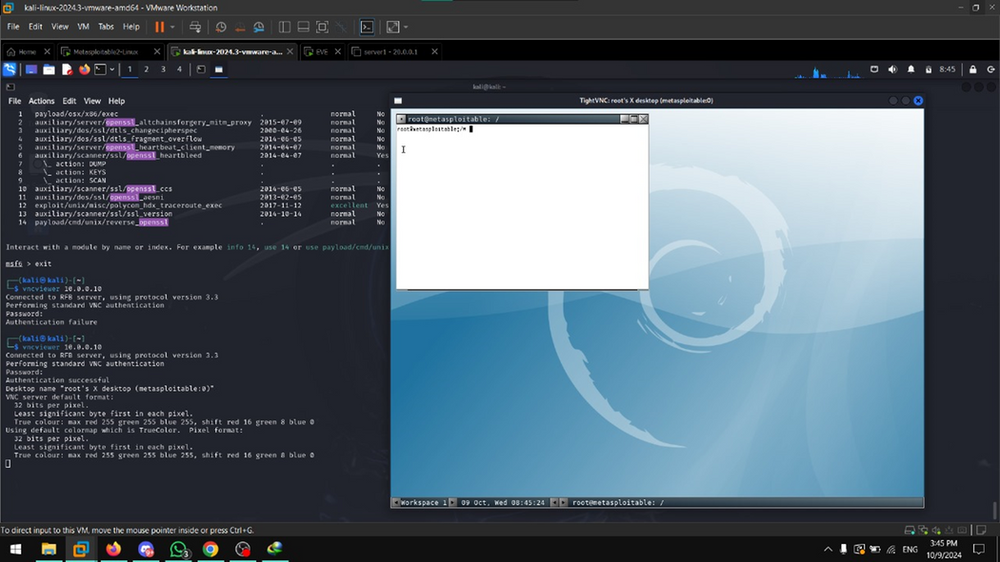 kali-linux-2024.3-vmware-amd64 - VMware Workstation
File Edit View VM Tabs Help
Home Metasploitable2-Linux kali-linux-2024.3-vmware-a... EVE server1 - 20.0.0.1
1 2 3 4 8:45
kali@kali: ~
File Actions Edit View Help
TightVNC: root's X desktop (metasploitable:0)
1 payload/osx/x86/exec . normal No
2 auxiliary/server/openssl_altchainsforgery_mitm_proxy 2015-07-09 normal No
3 auxiliary/dos/ssl/dtls_changecipherspec 2000-04-26 normal No
4 auxiliary/dos/ssl/dtls_fragment_overflow 2014-06-05 normal No
5 auxiliary/server/openssl_heartbeat_client_memory 2014-04-07 normal No
6 auxiliary/scanner/ssl/openssl_heartbleed 2014-04-07 normal Yes
7 \_ action: DUMP . . .
8 \_ action: KEYS . . .
9 \_ action: SCAN . . .
10 auxiliary/scanner/ssl/openssl_ccs 2014-06-05 normal No
11 auxiliary/dos/ssl/openssl_aesni 2013-02-05 normal No
12 exploit/unix/misc/polycom_hdx_traceroute_exec 2017-11-12 excellent Yes
13 auxiliary/scanner/ssl/ssl_version 2014-10-14 normal No
14 payload/cmd/unix/reverse_openssl . normal No
Interact with a module by name or index. For example info 14, use 14 or use payload/cmd/unix
msf6 > exit
(kali㉿kali)-[~]
$ vncviewer 10.0.0.10
Connected to RFB server, using protocol version 3.3
Performing standard VNC authentication
Password:
Authentication failure
(kali㉿kali)-[~]
$ vncviewer 10.0.0.10
Connected to RFB server, using protocol version 3.3
Performing standard VNC authentication
Password:
Authentication successful
Desktop name "root's X desktop (metasploitable:0)"
VNC server default format:
32 bits per pixel.
Least significant byte first in each pixel.
True colour: max red 255 green 255 blue 255, shift red 16 green 8 blue 0
Using default colormap which is TrueColor. Pixel format:
32 bits per pixel.
Least significant byte first in each pixel.
True colour: max red 255 green 255 blue 255, shift red 16 green 8 blue 0
root@metasploitable: /
root@metasploitable:/#
Workspace 1 09 Oct, Wed 08:45:24 root@metasploitable: /
To direct input to this VM, move the mouse pointer inside or press Ctrl+G.
3
ENG
3:45 PM
10/9/2024